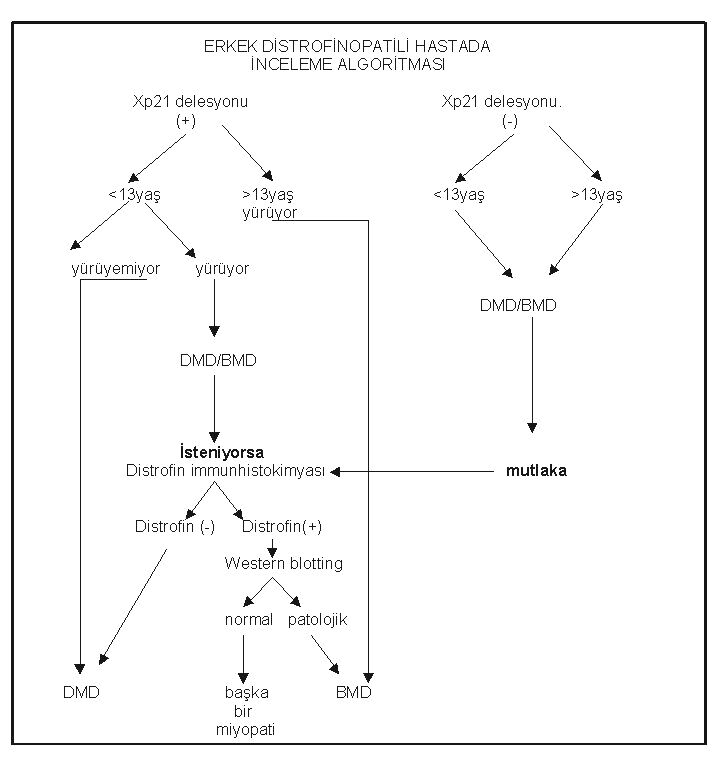 ERKEK DİSTROFİNOPATİLİ HASTADA
İNCELEME ALGORİTMASI
Xp21 delesyonu
(+)
Xp21 delesyonu.
(-)
<13yaş
>13yaş
yürüyor
<13yaş
>13yaş
yürüyemiyor
yürüyor
DMD/BMD
DMD/BMD
İsteniyorsa
Distrofin immunhistokimyası
mutlaka
Distrofin (-)
Distrofin(+)
Western blotting
normal
patolojik
DMD
başka
bir
miyopati
BMD